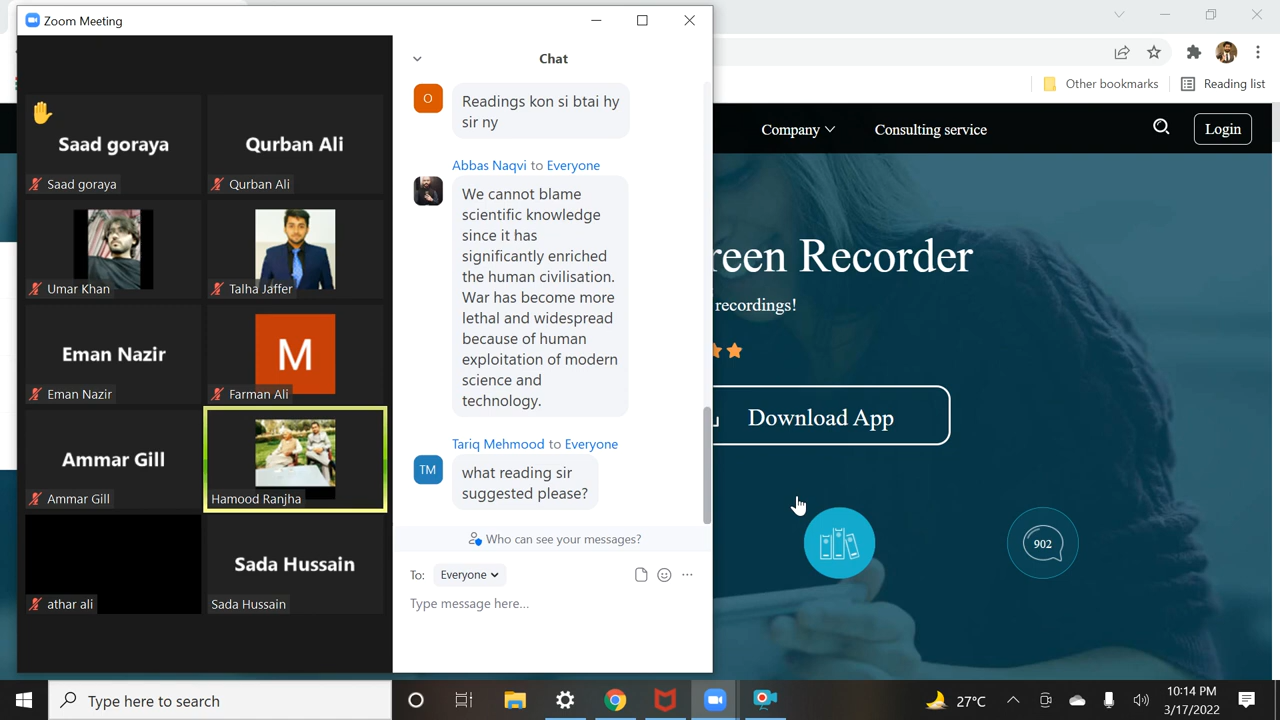 Zoom Meeting
Saad goraya
Saad goraya
Qurban Ali
Qurban Ali
Umar Khan
Talha Jaffer
Eman Nazir
Eman Nazir
M
Farman Ali
Ammar Gill
Ammar Gill
Hamood Ranjha
athar ali
Sada Hussain
Sada Hussain
Chat
O
Readings kon si btai hy
sir ny
Abbas Naqvi to Everyone
We cannot blame
scientific knowledge
since it has
significantly enriched
the human civilisation.
War has become more
lethal and widespread
because of human
exploitation of modern
science and
technology.
Tariq Mehmood to Everyone
TM
what reading sir
suggested please?
Who can see your messages?
To: Everyone
Type message here...
Other bookmarks
Reading list
Company
Consulting service
Login
reen Recorder
recordings!
Download App
902
Type here to search
27°C
10:14 PM
3/17/2022